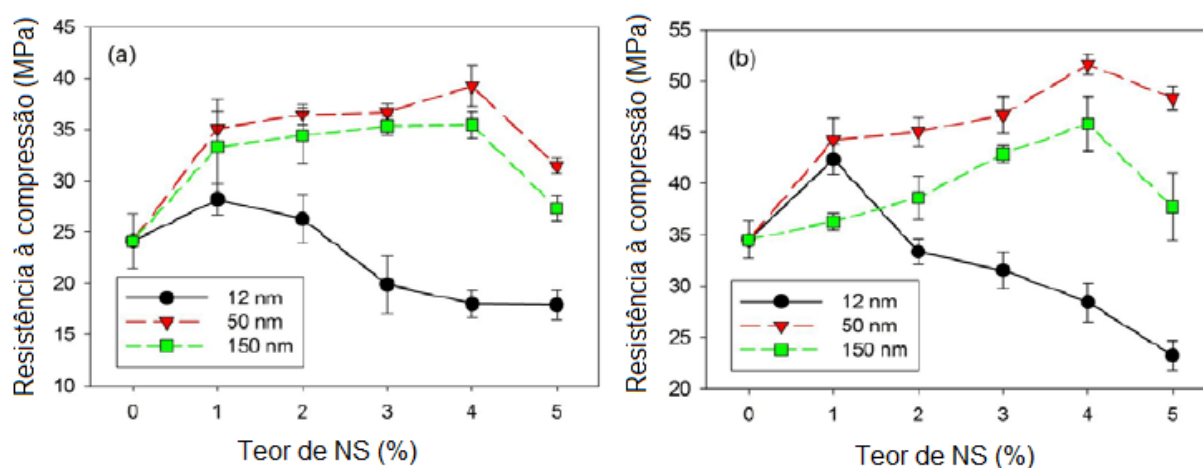 (a)
Resistência à compressão (MPa)
45
40
35
30
25
20
15
10
12 nm
50 nm
150 nm
0 1 2 3 4 5
Teor de NS (%)
(b)
Resistência à compressão (MPa)
55
50
45
40
35
30
25
20
12 nm
50 nm
150 nm
0 1 2 3 4 5
Teor de NS (%)